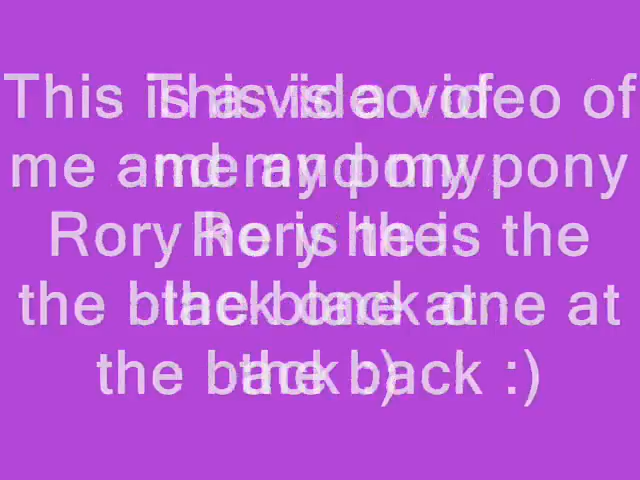 This is a video of
me and my pony
Rory he is the
the black one at
the back :)